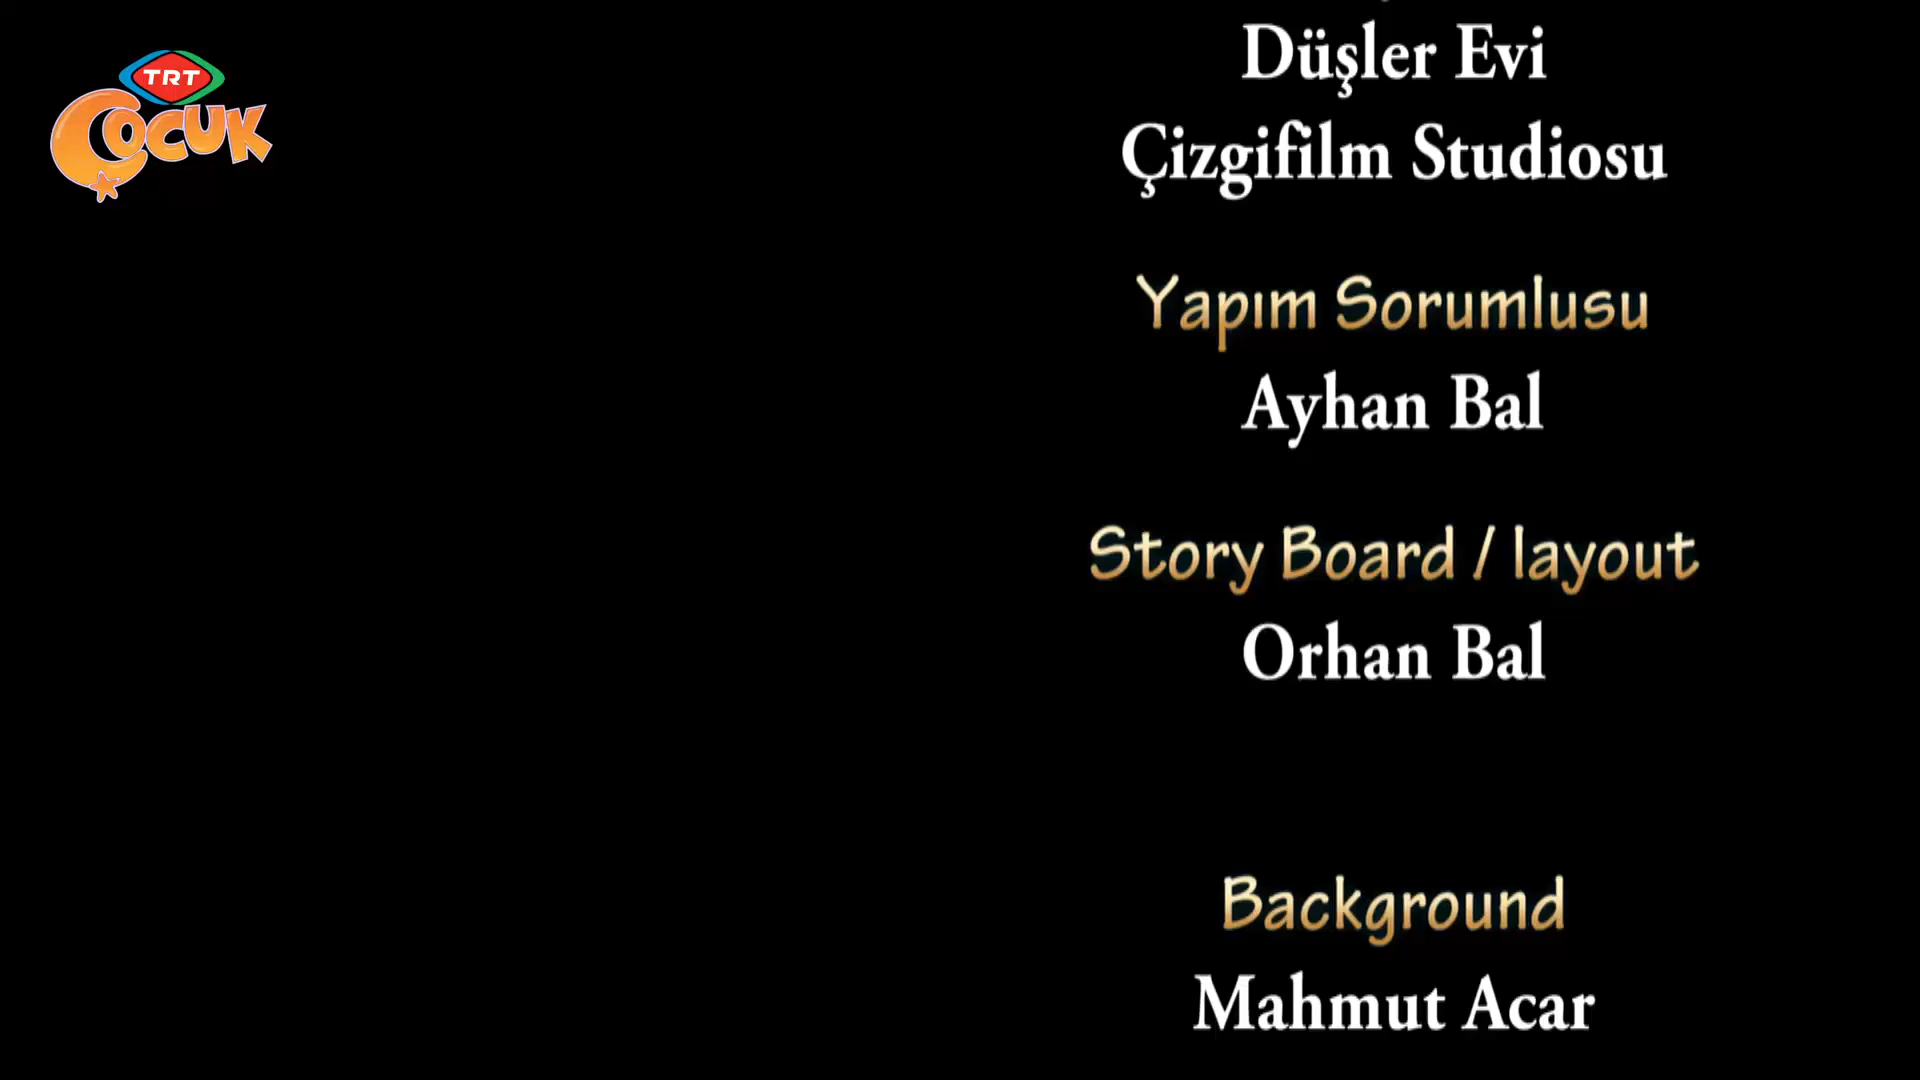 TRT
Çocuk
Düşler Evi
Çizgifilm Studiosu
Yapım Sorumlusu
Ayhan Bal
Story Board / layout
Orhan Bal
Background
Mahmut Acar